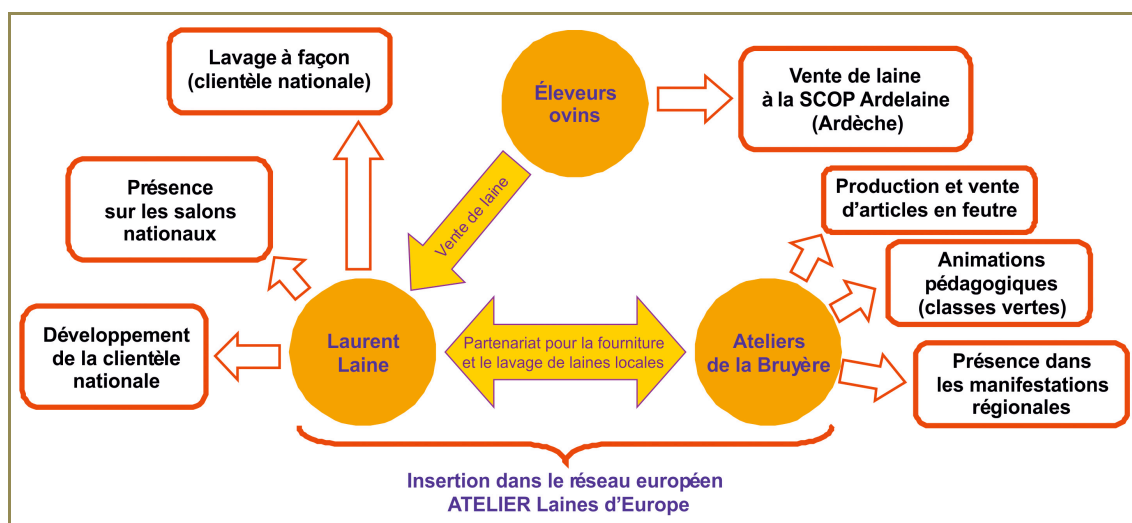 Lavage à façon
(clientèle nationale)
Éleveurs
ovins
Vente de laine
à la SCOP Ardelaine
(Ardèche)
Présence
sur les salons
nationaux
Vente de laine
Production et vente
d’articles en feutre
Animations
pédagogiques
(classes vertes)
Développement
de la clientèle
nationale
Laurent
Laine
Partenariat pour la fourniture
et le lavage de laines locales
Ateliers
de la Bruyère
Présence dans
les manifestations
régionales
Insertion dans le réseau européen
ATELIER Laines d’Europe